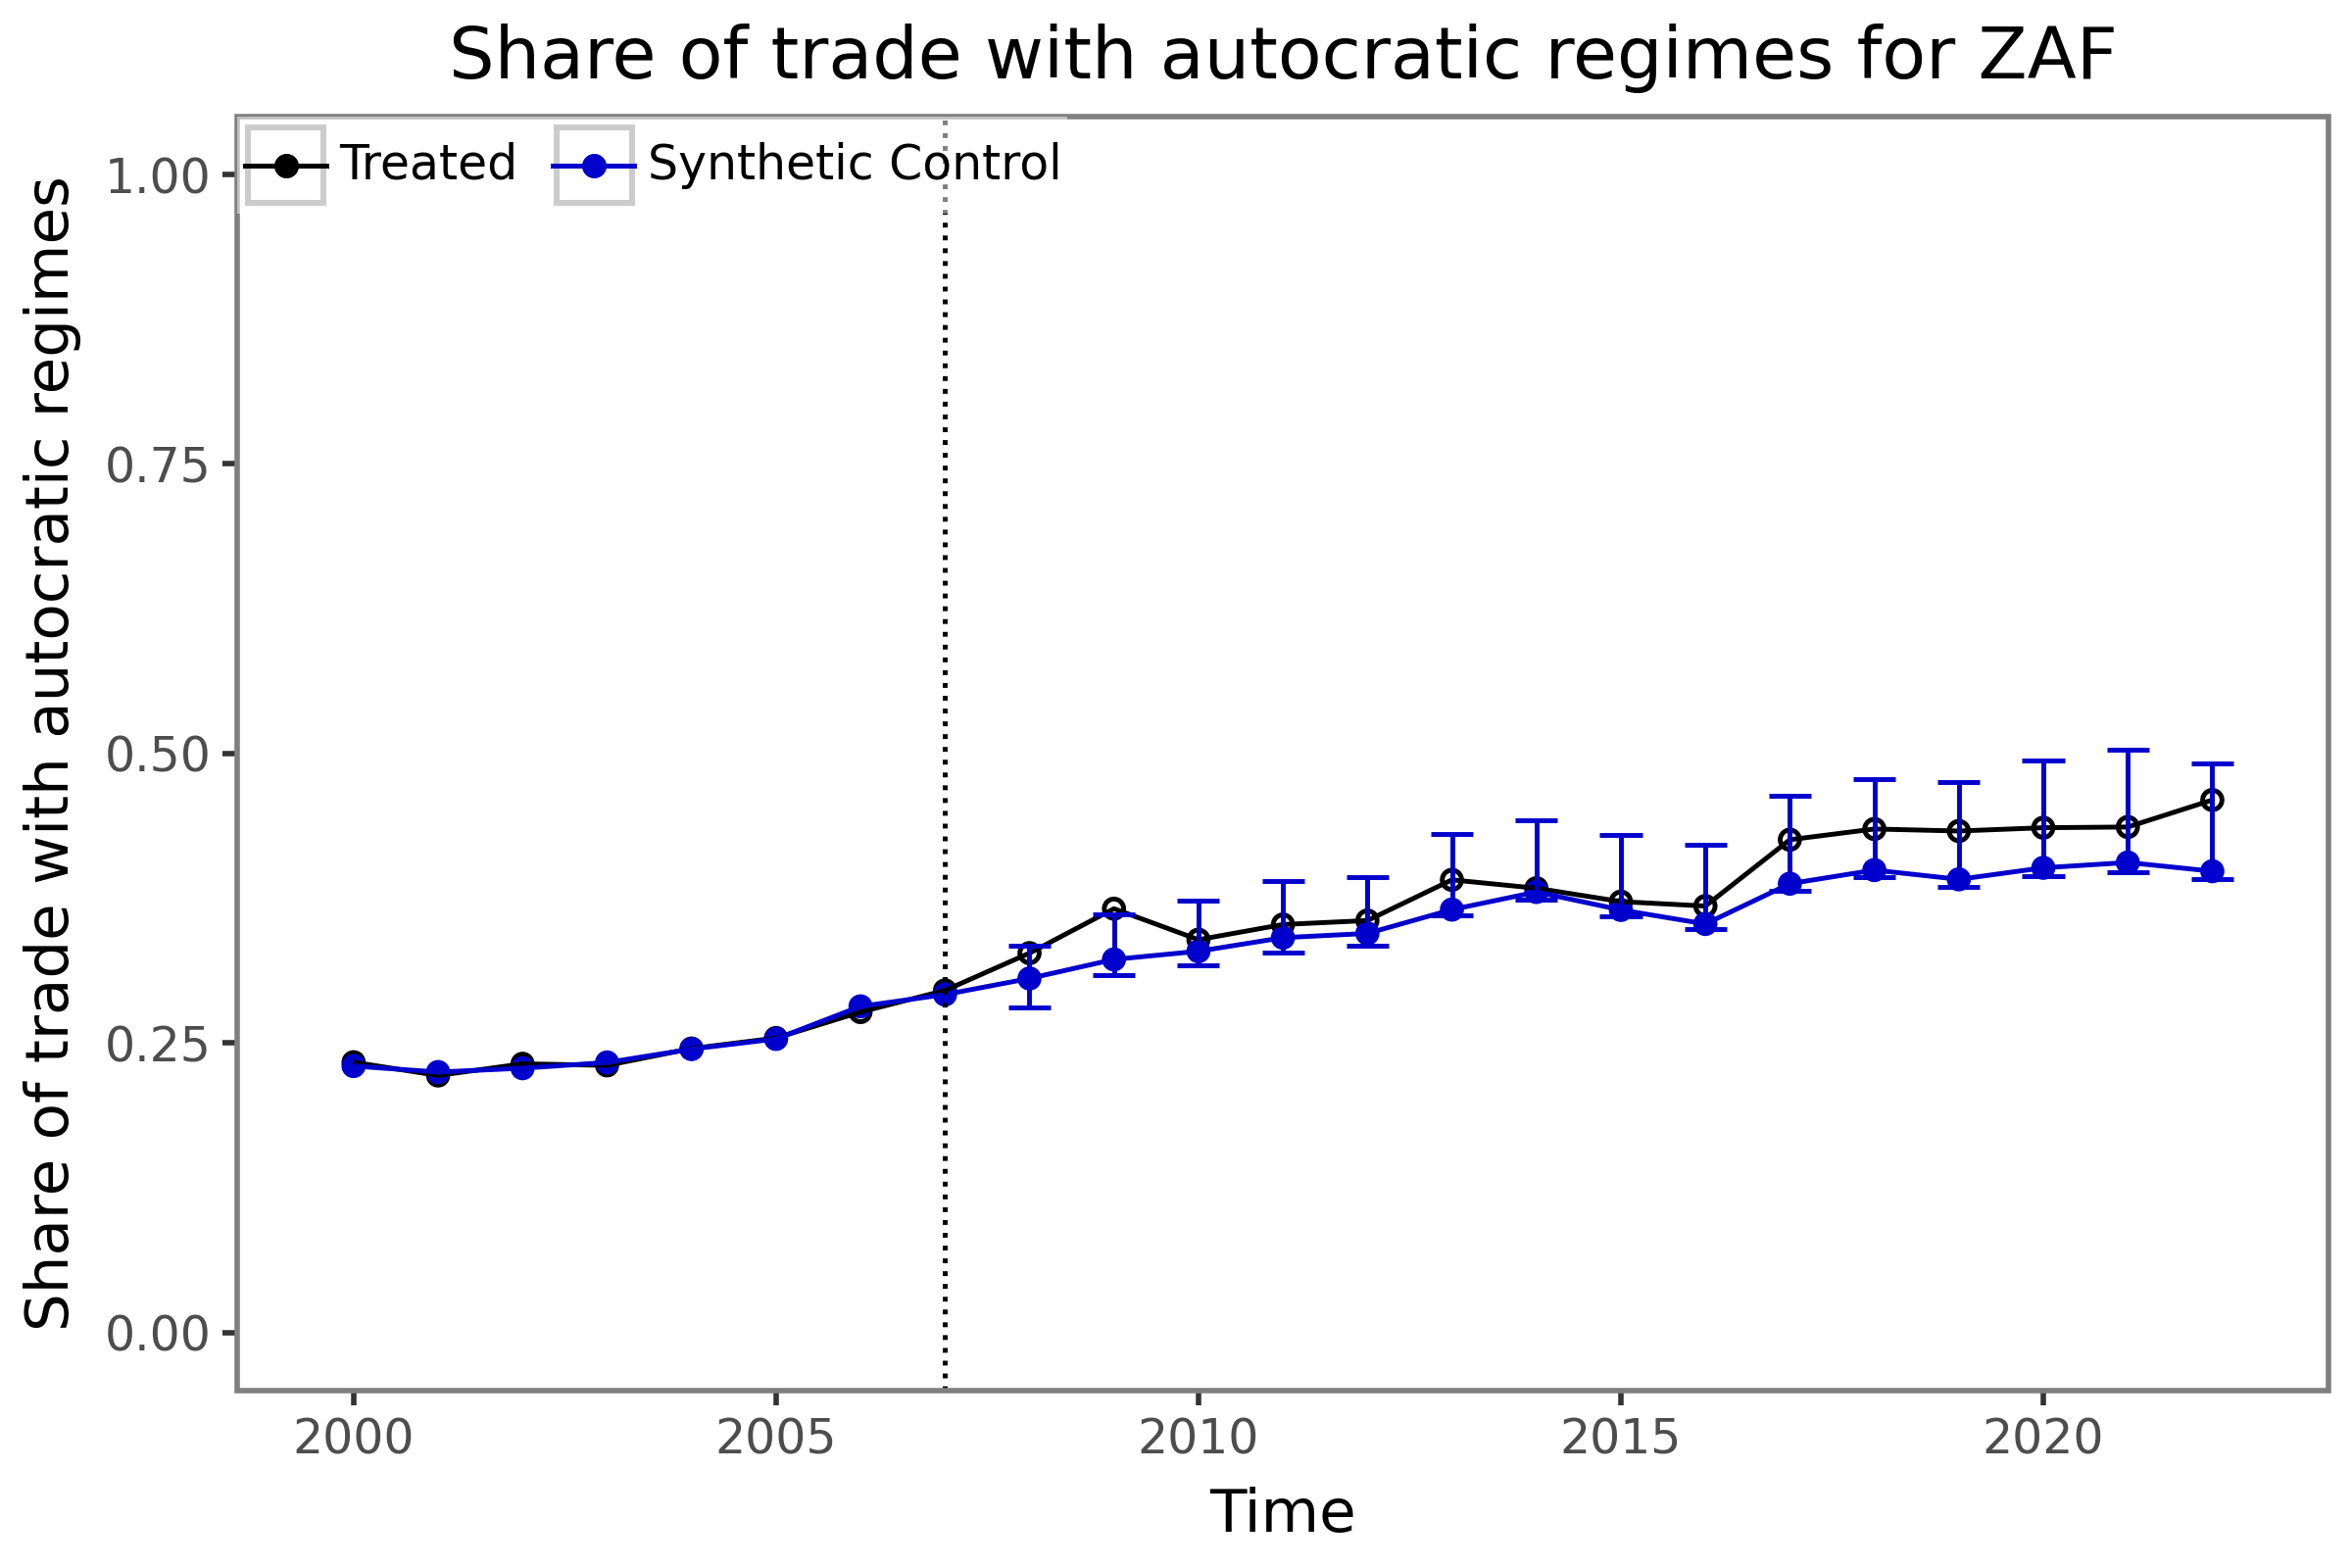 Share of trade with autocratic regimes for ZAF
Treated
Synthetic Control
Share of trade with autocratic regimes
1.00
0.75
0.50
0.25
0.00
2000
2005
2010
2015
2020
Time